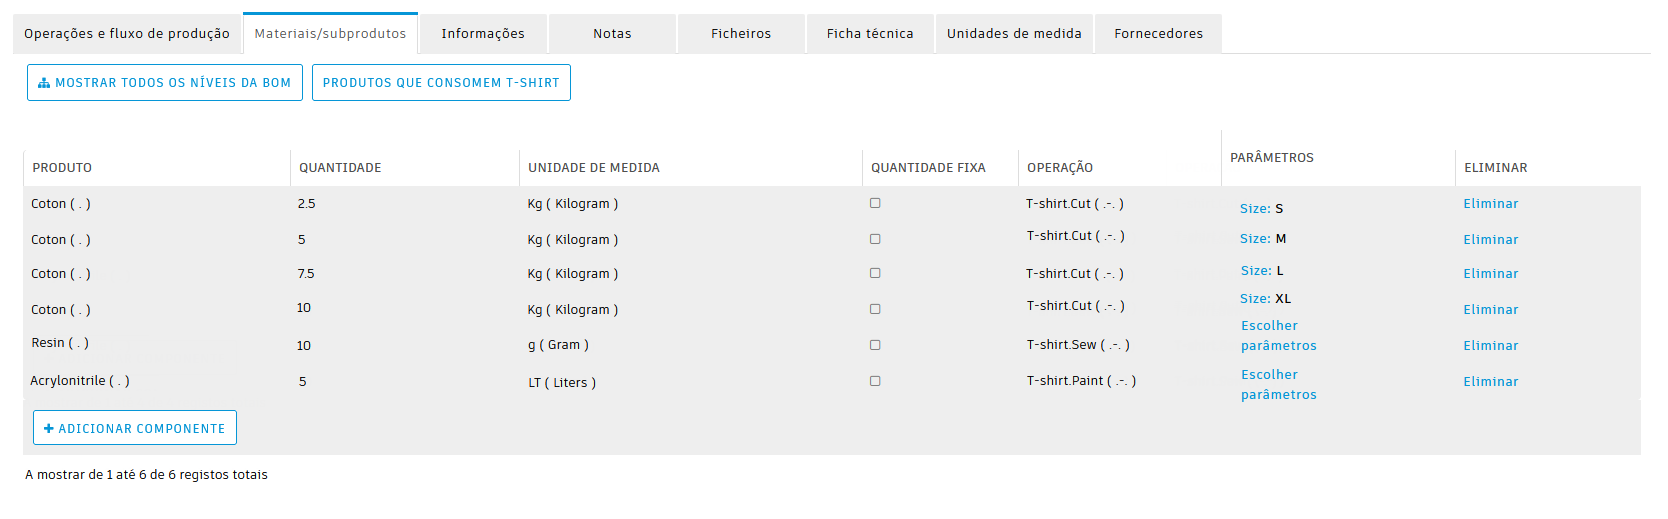 Operações e fluxo de produção Materiais/subprodutos Informações Notas Ficheiros Ficha técnica Unidades de medida Fornecedores
MOSTRAR TODOS OS NÍVEIS DA BOM PRODUTOS QUE CONSOMEM T-SHIRT
PRODUTO QUANTIDADE UNIDADE DE MEDIDA QUANTIDADE FIXA OPERAÇÃO PARÂMETROS ELIMINAR
Coton ( . ) 2.5 Kg ( Kilogram ) T-shirt.Cut ( .-. ) Size: S Eliminar
Coton ( . ) 5 Kg ( Kilogram ) T-shirt.Cut ( .-. ) Size: M Eliminar
Coton ( . ) 7.5 Kg ( Kilogram ) T-shirt.Cut ( .-. ) Size: L Eliminar
Coton ( . ) 10 Kg ( Kilogram ) T-shirt.Cut ( .-. ) Size: XL Eliminar
Resin ( . ) 10 g ( Gram ) T-shirt.Sew ( .-. ) Escolher parâmetros Eliminar
Acrylonitrile ( . ) 5 LT ( Liters ) T-shirt.Paint ( .-. ) Escolher parâmetros Eliminar
+ ADICIONAR COMPONENTE
A mostrar de 1 até 6 de 6 registos totais